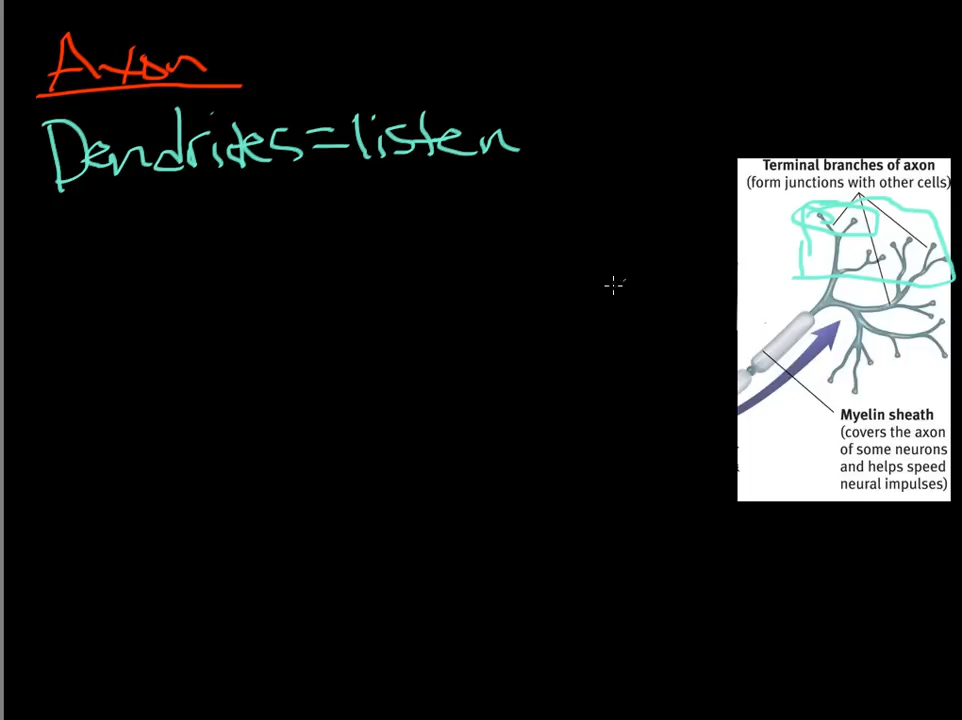 Axon
Dendrites=listen
Terminal branches of axon
(form junctions with other cells)
Myelin sheath
(covers the axon
of some neurons
and helps speed
neural impulses)